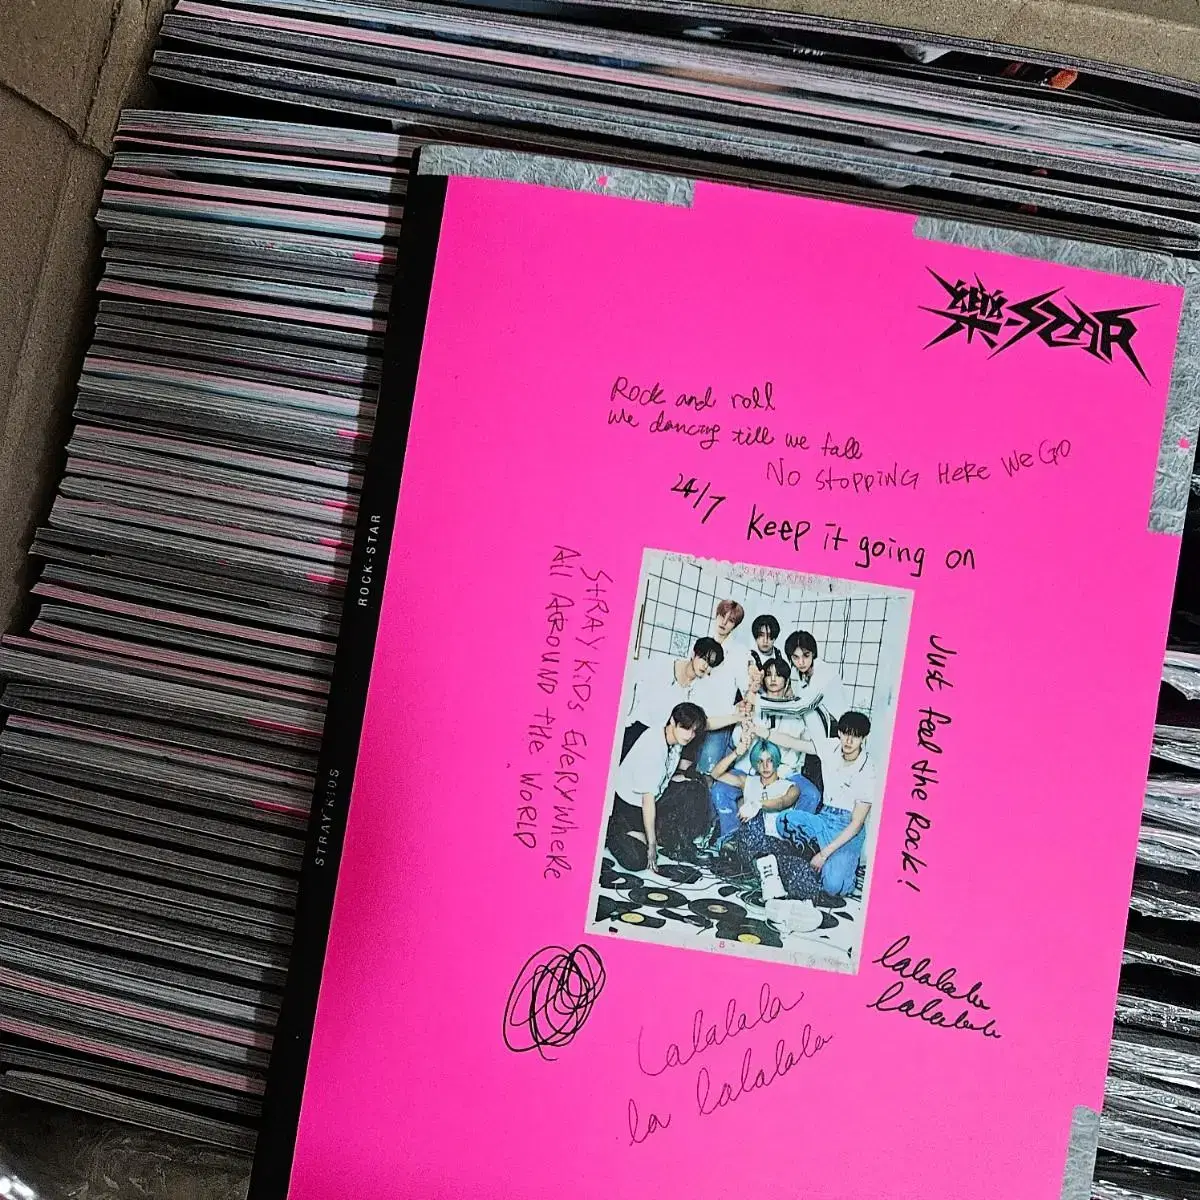 樂-STAR
Rock and roll
We dancing till we fall
NO StOPPiNG HeRe We GO
24/7
keep it going on
STRAY KiDS EVERYWHERE
All AROUND tHe WORLD
STRAY KIDS
Just feel the Rock!
8
lalalala
lalalala
Lalalala
la lalalala
ROCK-STAR
STRAY KIDS